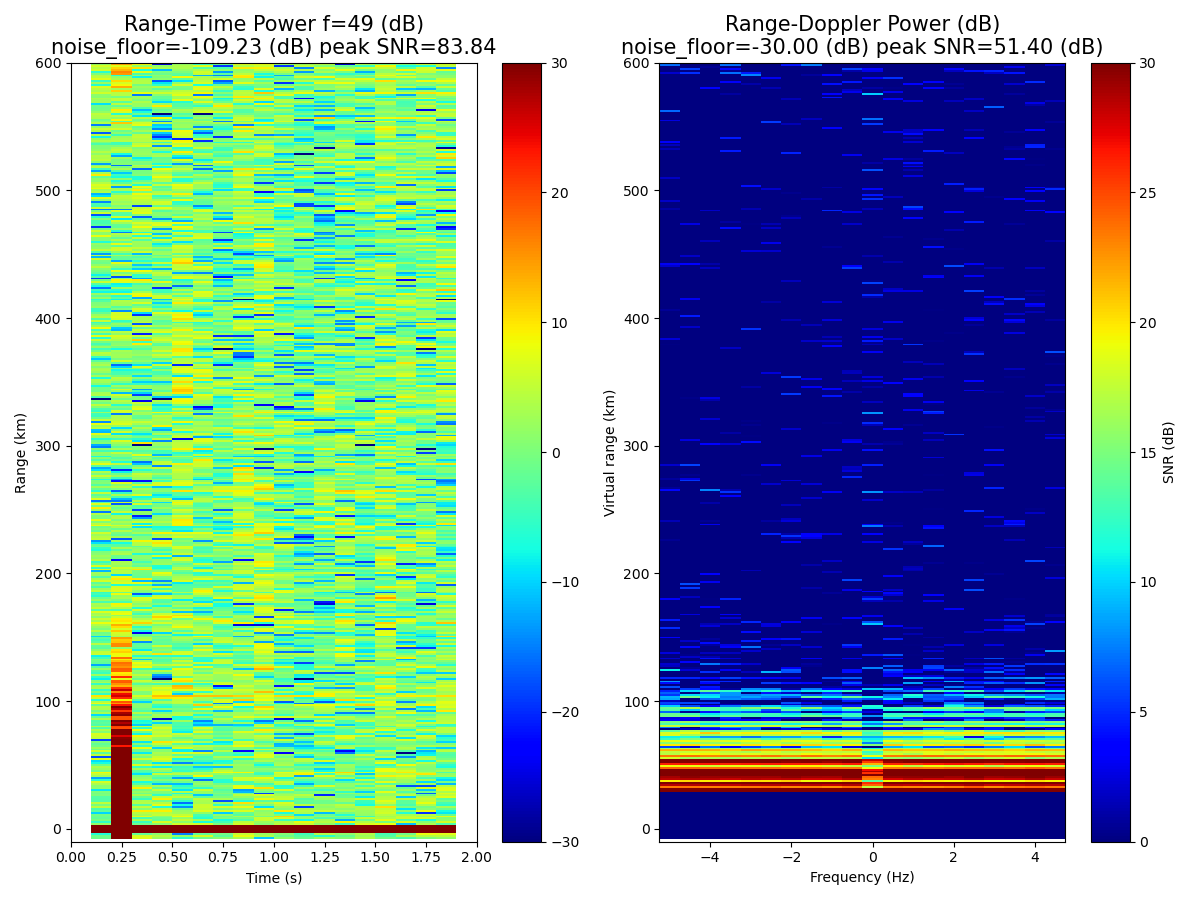 Range-Time Power f=49 (dB)
noise_floor=-109.23 (dB) peak SNR=83.84
Range (km)
600
500
400
300
200
100
0
0.00 0.25 0.50 0.75 1.00 1.25 1.50 1.75 2.00
Time (s)
30
20
10
0
−10
−20
−30
Range-Doppler Power (dB)
noise_floor=-30.00 (dB) peak SNR=51.40 (dB)
Virtual range (km)
600
500
400
300
200
100
0
−4 −2 0 2 4
Frequency (Hz)
30
25
20
15
10
5
0
SNR (dB)